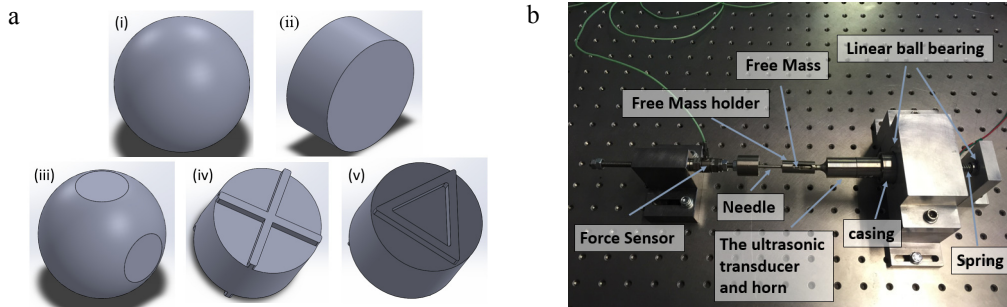 a
(i)
(ii)
(iii)
(iv)
(v)
b
Linear ball bearing
Free Mass
Free Mass holder
Needle
casing
Force Sensor
The ultrasonic
transducer
and horn
Spring